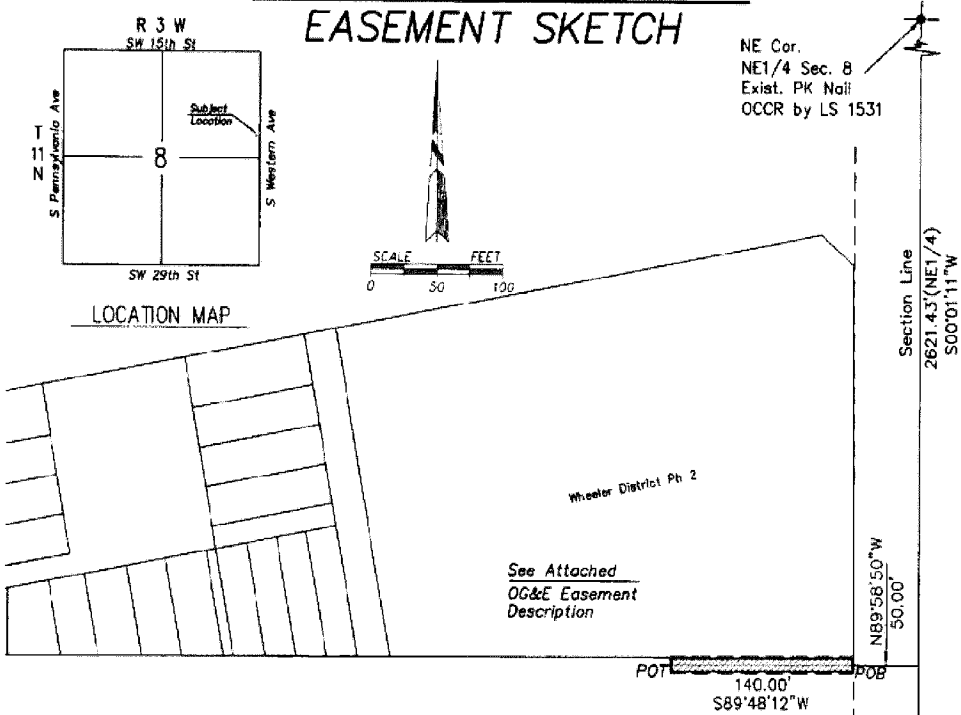 EASEMENT SKETCH
R 3 W
SW 15th St
S Pennsylvania Ave
T
11
N
8
Subject
Location
S Western Ave
SW 29th St
LOCATION MAP
SCALE FEET
0 50 100
NE Cor.
NE1/4 Sec. 8
Exist. PK Nail
OCCR by LS 1531
Section Line
2621.43'(NE1/4)
S00°01'11"W
Wheeler District Ph 2
See Attached
OG&E Easement
Description
N89°58'50"W
50.00'
POT
POB
140.00'
S89°48'12"W